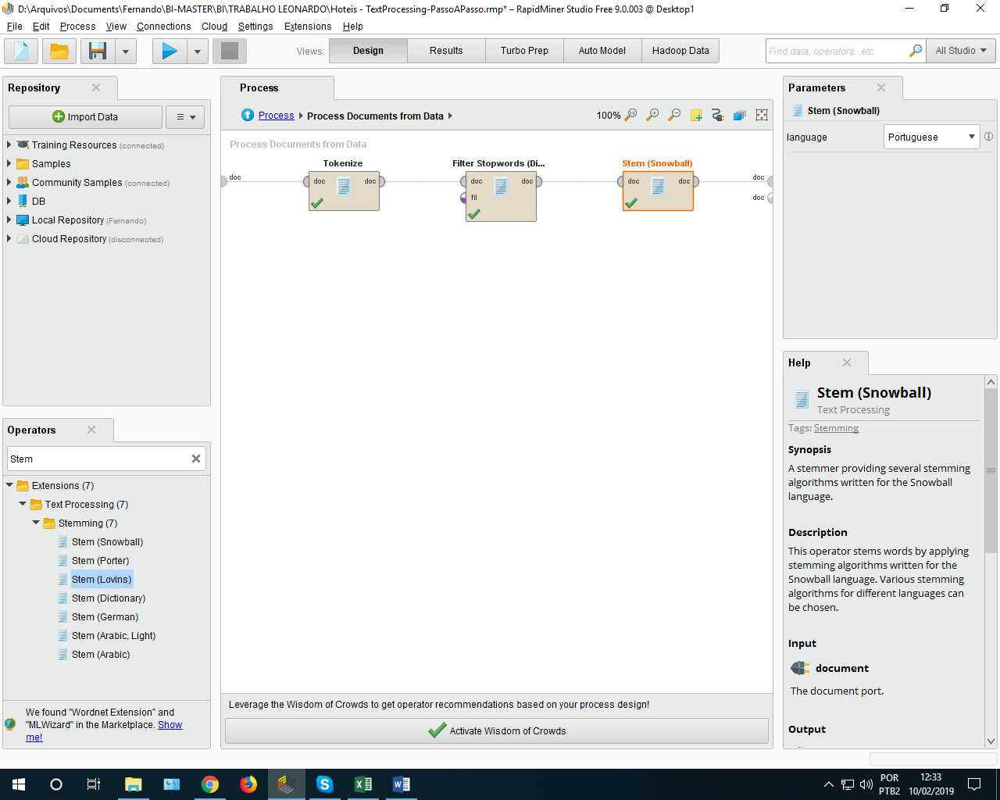 D:\Arquivos\Documents\Fernando\BI-MASTER\BI\TRABALHO LEONARDO\Hoteis - TextProcessing-PassoAPasso.rmp* – RapidMiner Studio Free 9.0.003 @ Desktop1
File Edit Process View Connections Cloud Settings Extensions Help
Views: Design Results Turbo Prep Auto Model Hadoop Data
Find data, operators...etc
All Studio
Repository
Import Data
Training Resources (connected)
Samples
Community Samples (connected)
DB
Local Repository (Fernando)
Cloud Repository (disconnected)
Operators
Stem
Extensions (7)
Text Processing (7)
Stemming (7)
Stem (Snowball)
Stem (Porter)
Stem (Lovins)
Stem (Dictionary)
Stem (German)
Stem (Arabic, Light)
Stem (Arabic)
We found "Wordnet Extension" and
"MLWizard" in the Marketplace. Show
me!
Process
Process Process Documents from Data
100%
Process Documents from Data
Tokenize Filter Stopwords (Di... Stem (Snowball)
doc doc doc doc doc doc doc doc
fil doc
Leverage the Wisdom of Crowds to get operator recommendations based on your process design!
Activate Wisdom of Crowds
Parameters
Stem (Snowball)
language Portuguese
Help
Stem (Snowball)
Text Processing
Tags: Stemming
Synopsis
A stemmer providing several stemming
algorithms written for the Snowball
language.
Description
This operator stems words by applying
stemming algorithms written for the
Snowball language. Various stemming
algorithms for different languages can
be chosen.
Input
document
The document port.
Output
POR
PTB2
12:33
10/02/2019